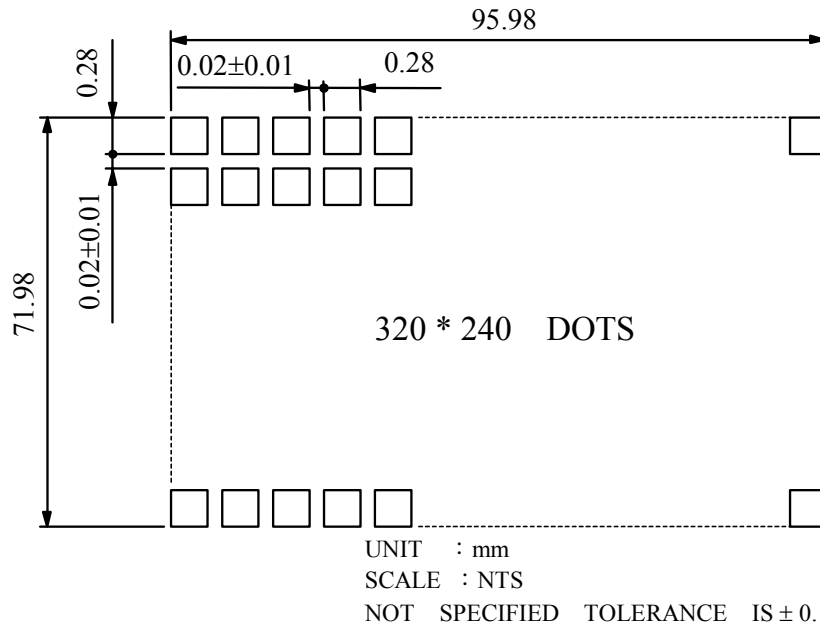 95.98
0.02±0.01
0.28
0.28
0.02±0.01
71.98
320 * 240 DOTS
UNIT : mm
SCALE : NTS
NOT SPECIFIED TOLERANCE IS ± 0.